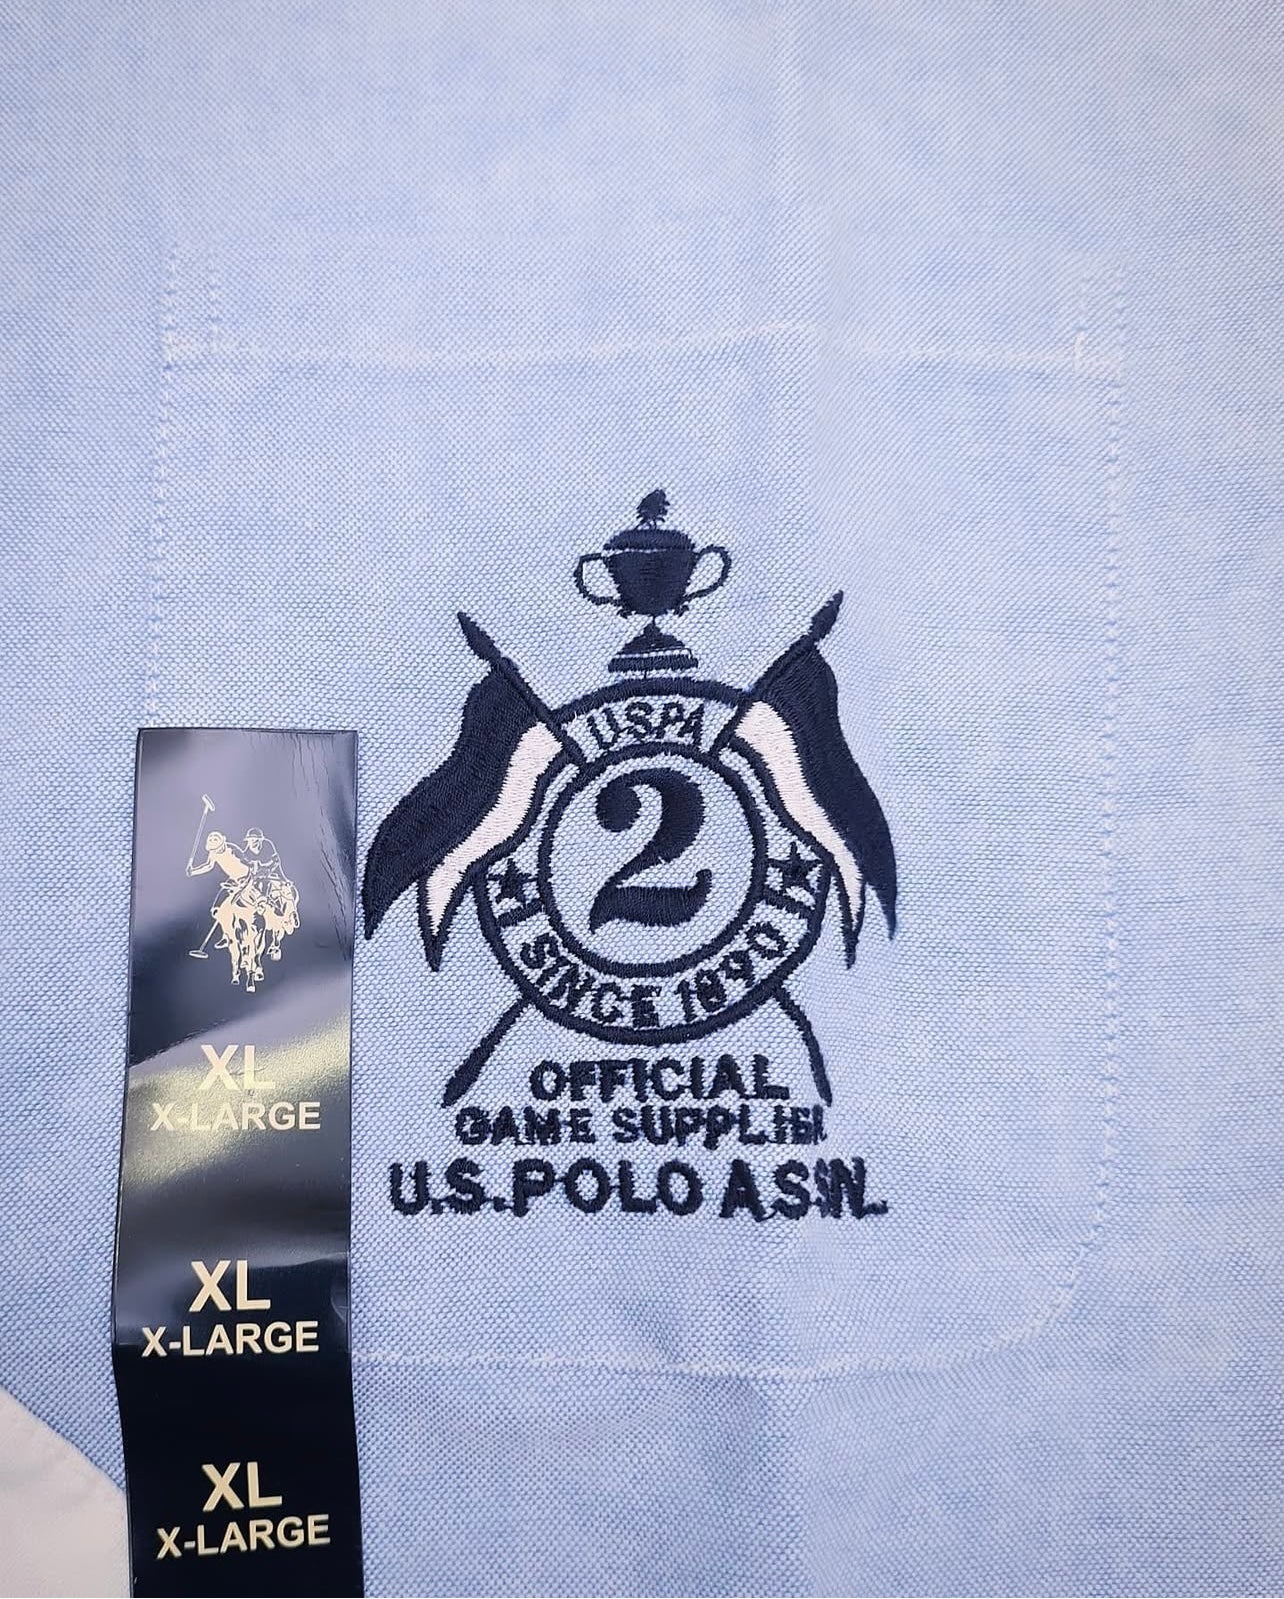 USPA
2
SINCE 1890
OFFICIAL
GAME SUPPLIER
U.S. POLO ASSN.
XL
X-LARGE
XL
X-LARGE
XL
X-LARGE